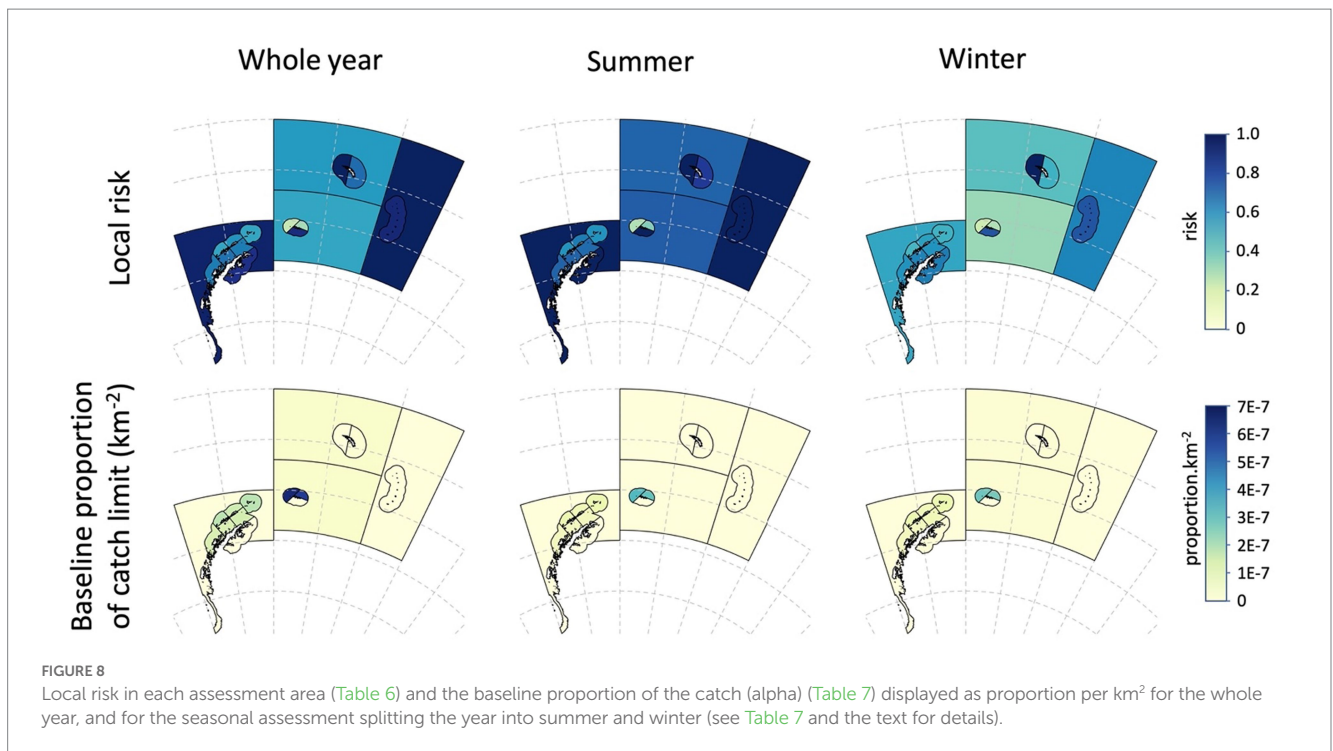 Whole year
Summer
Winter
Local risk
1.0
0.8
0.6
0.4
0.2
0
risk
Baseline proportion
of catch limit (km-2)
7E-7
6E-7
5E-7
4E-7
3E-7
2E-7
1E-7
0
proportion.km-2
FIGURE 8
Local risk in each assessment area (Table 6) and the baseline proportion of the catch (alpha) (Table 7) displayed as proportion per km2 for the whole
year, and for the seasonal assessment splitting the year into summer and winter (see Table 7 and the text for details).